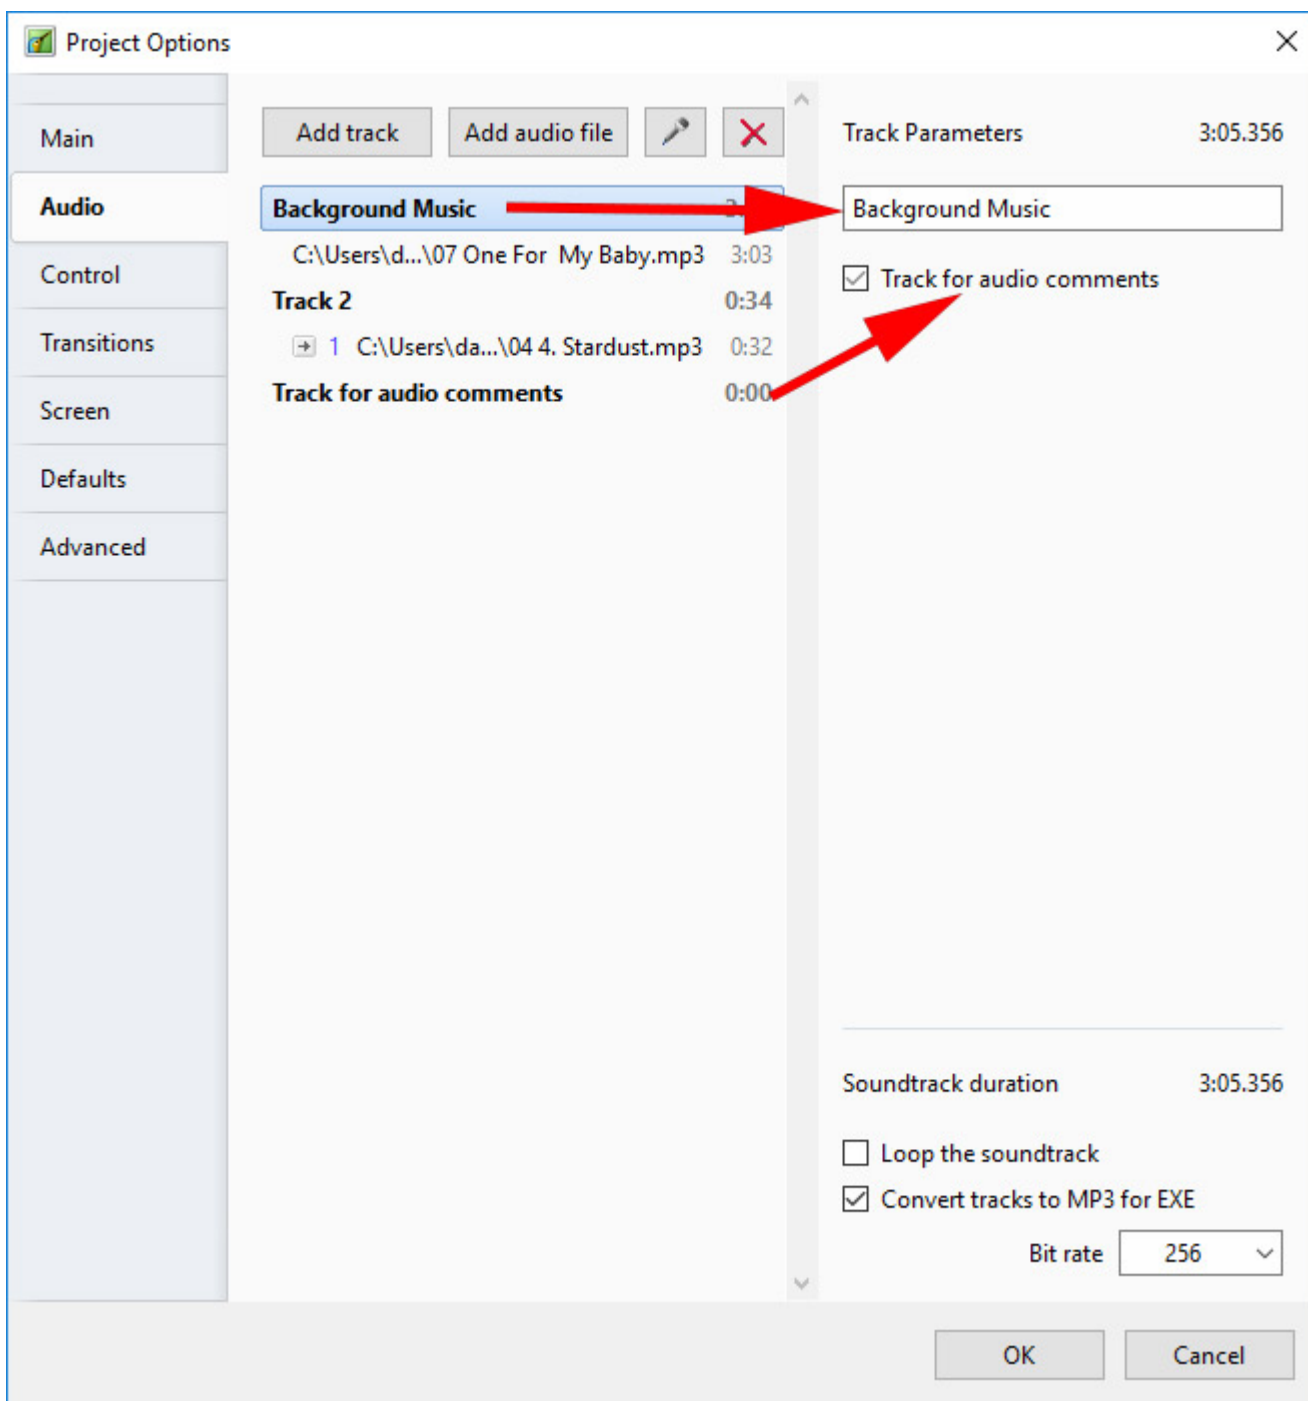 Project Options
Main
Audio
Control
Transitions
Screen
Defaults
Advanced
Add track
Add audio file
Background Music
C:\Users\d...\07 One For  My Baby.mp3 3:03
Track 2 0:34
1 C:\Users\da...\04 4. Stardust.mp3 0:32
Track for audio comments 0:00
Track Parameters 3:05.356
Background Music
Track for audio comments
Soundtrack duration 3:05.356
Loop the soundtrack
Convert tracks to MP3 for EXE
Bit rate 256
OK
Cancel